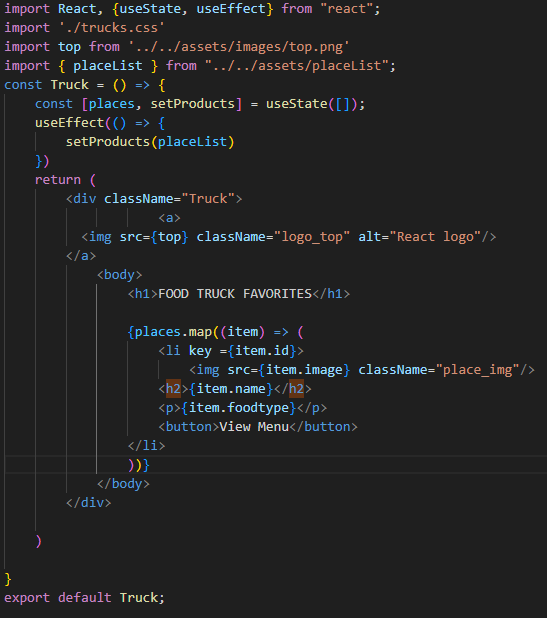 import React, {useState, useEffect} from "react";
import './trucks.css'
import top from '../../assets/images/top.png'
import { placeList } from "../../assets/placeList";
const Truck = () => {
    const [places, setProducts] = useState([]);
    useEffect(() => {
        setProducts(placeList)
    })
    return (
        <div className="Truck">
                    <a>
          <img src={top} className="logo_top" alt="React logo"/>
        </a>
            <body>
                <h1>FOOD TRUCK FAVORITES</h1>

                {places.map((item) => (
                    <li key ={item.id}>
                        <img src={item.image} className="place_img"/>
                    <h2>{item.name}</h2>
                    <p>{item.foodtype}</p>
                    <button>View Menu</button>
                </li>
                ))}
            </body>
        </div>

    )

}
export default Truck;